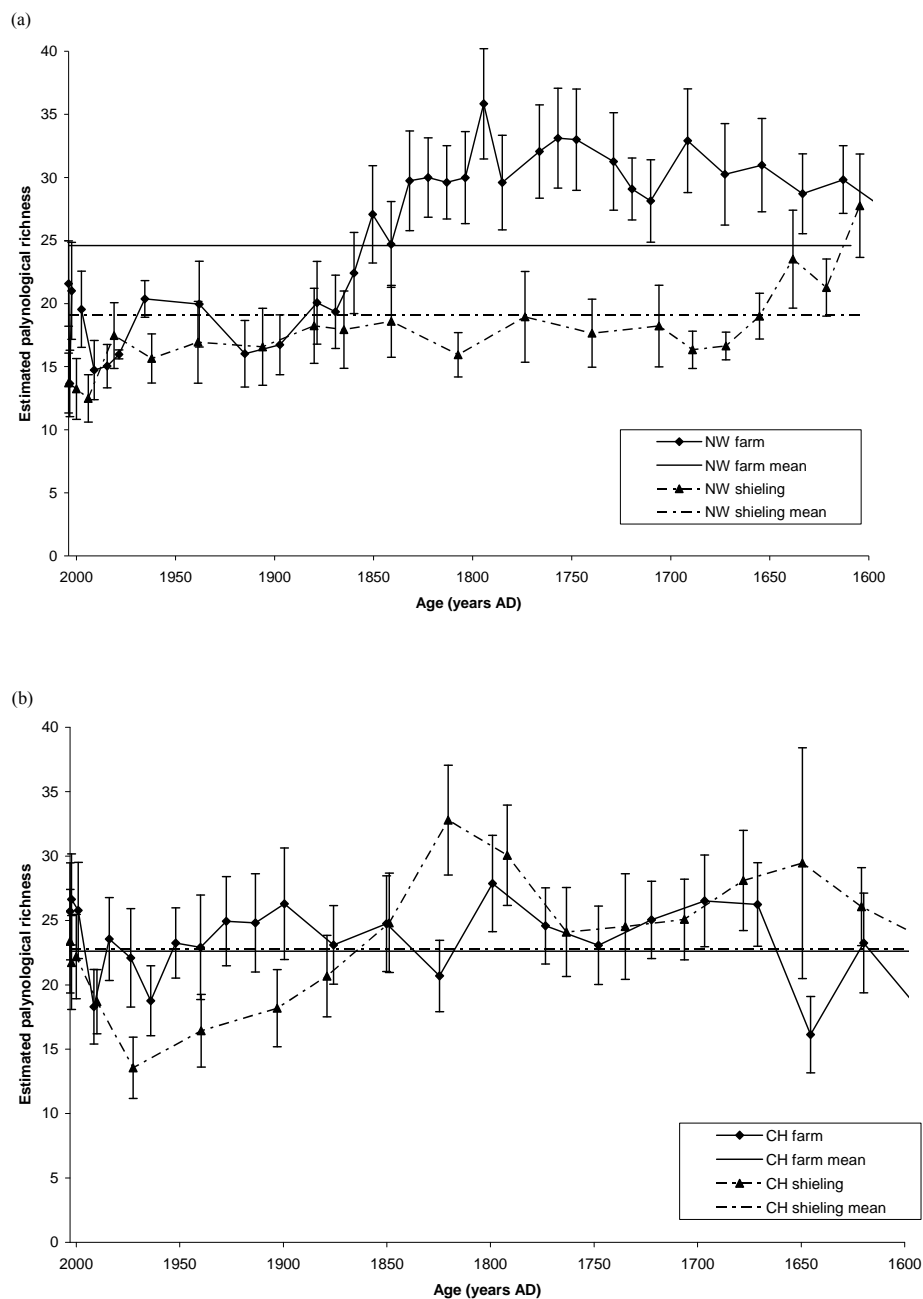 (a)
40
35
30
25
20
15
10
5
0
Estimated palynological richness
NW farm
NW farm mean
NW shieling
NW shieling mean
2000 1950 1900 1850 1800 1750 1700 1650 1600
Age (years AD)
(b)
40
35
30
25
20
15
10
5
0
Estimated palynological richness
CH farm
CH farm mean
CH shieling
CH shieling mean
2000 1950 1900 1850 1800 1750 1700 1650 1600
Age (years AD)